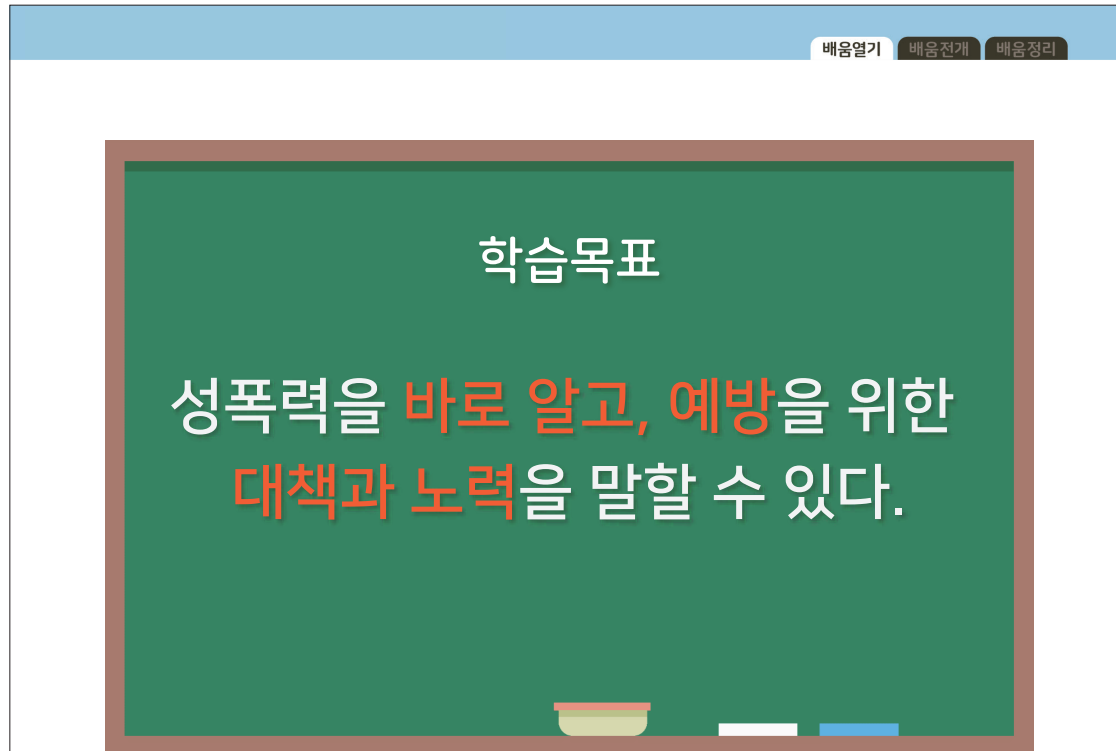 배움열기 배움전개 배움정리
학습목표
성폭력을 바로 알고, 예방을 위한
대책과 노력을 말할 수 있다.